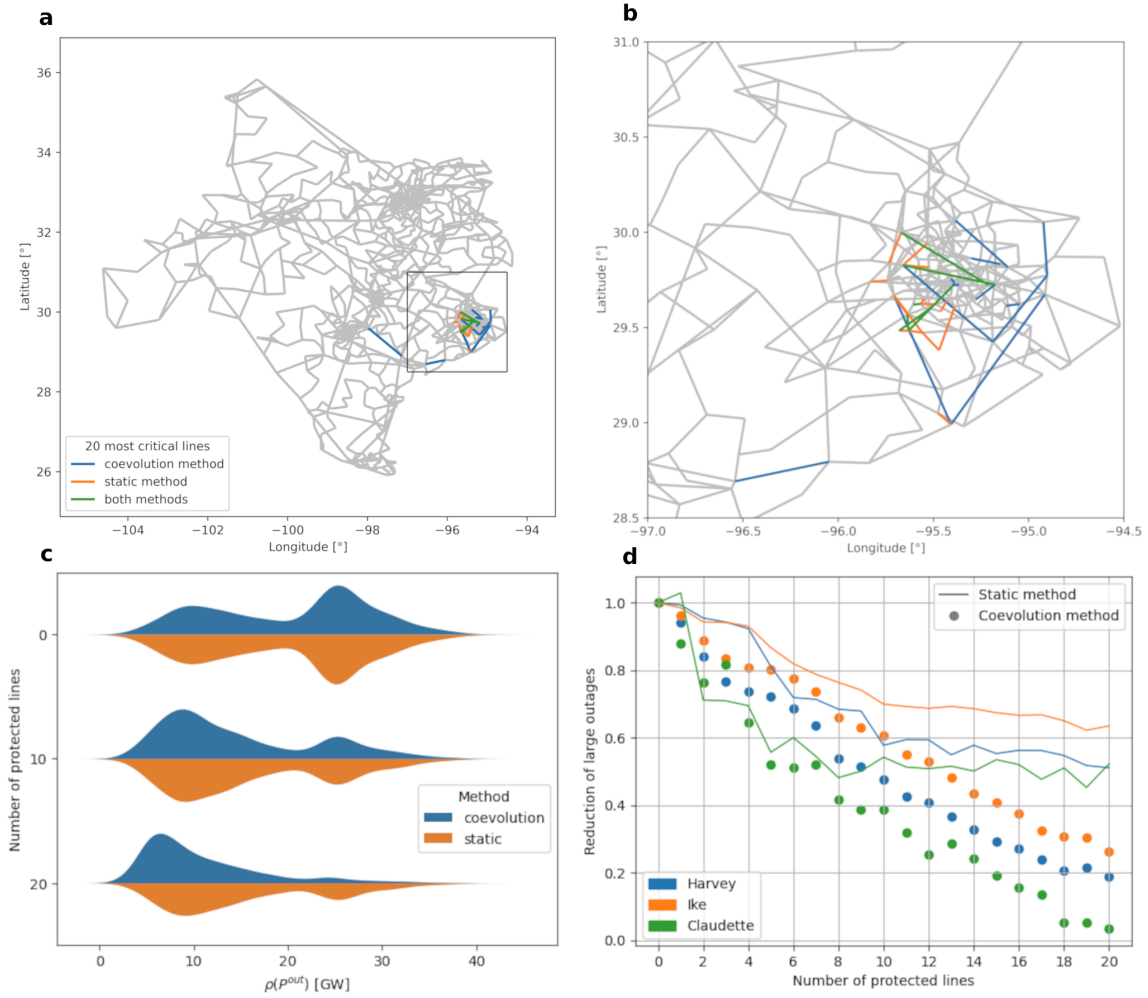 a
Latitude [°]
36
34
32
30
28
26
−104
−102
−100
−98
−96
−94
Longitude [°]
20 most critical lines
coevolution method
static method
both methods
b
Latitude [°]
31.0
30.5
30.0
29.5
29.0
28.5
−97.0
−96.5
−96.0
−95.5
−95.0
−94.5
Longitude [°]
c
Number of protected lines
0
10
20
Method
coevolution
static
0
10
20
30
40
ρ(P^out) [GW]
d
Reduction of large outages
1.0
0.8
0.6
0.4
0.2
0.0
Static method
Coevolution method
Harvey
Ike
Claudette
0
2
4
6
8
10
12
14
16
18
20
Number of protected lines